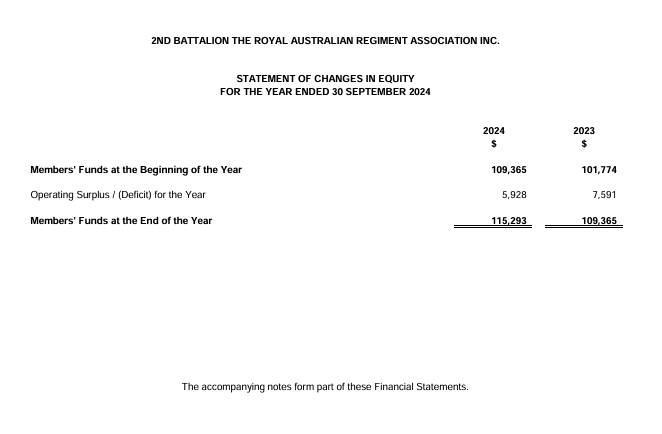 2ND BATTALION THE ROYAL AUSTRALIAN REGIMENT ASSOCIATION INC.
STATEMENT OF CHANGES IN EQUITY
FOR THE YEAR ENDED 30 SEPTEMBER 2024
2024 2023
$ $
Members' Funds at the Beginning of the Year 109,365 101,774
Operating Surplus / (Deficit) for the Year 5,928 7,591
Members' Funds at the End of the Year 115,293 109,365
The accompanying notes form part of these Financial Statements.